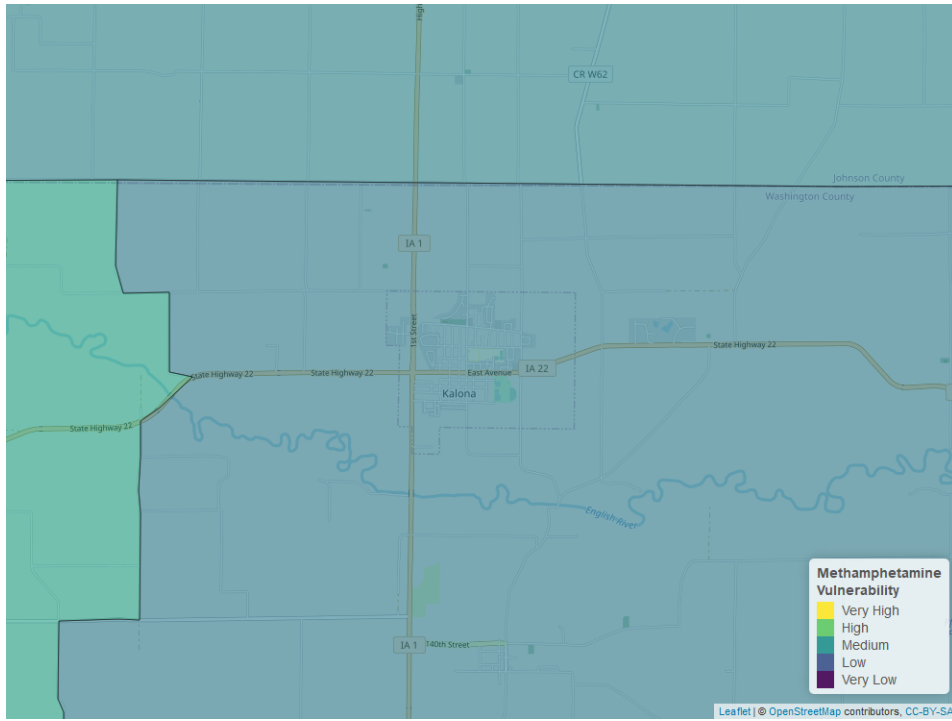 High
CR W62
Johnson County
Washington County
IA 1
1st Street
State Highway 22
IA 22
State Highway 22
State Highway 22
East Avenue
Kalona
State Highway 22
English River
Methamphetamine
Vulnerability
Very High
High
Medium
Low
Very Low
IA 1
140th Street
Leaflet | © OpenStreetMap contributors, CC-BY-SA